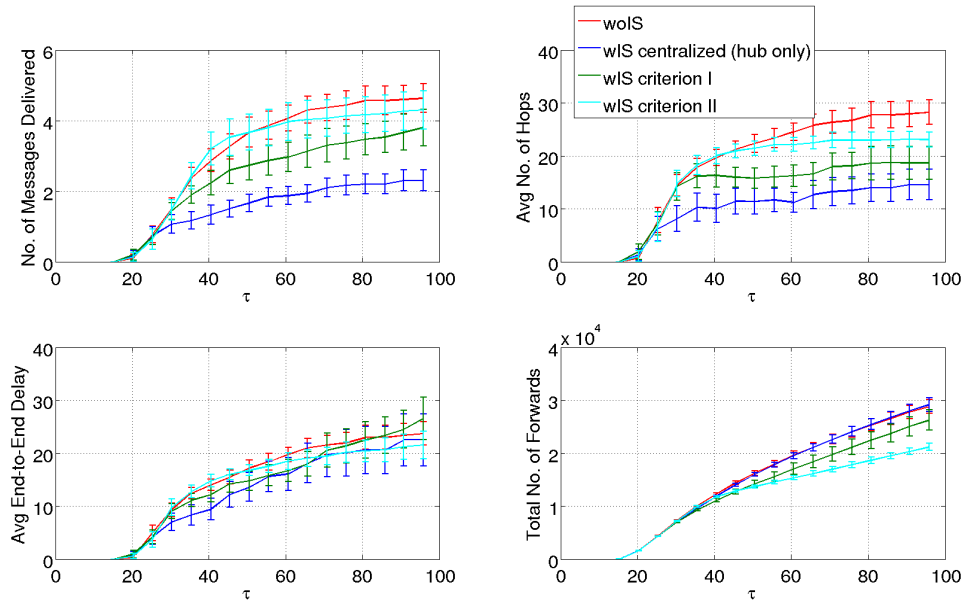 woIS
wIS centralized (hub only)
wIS criterion I
wIS criterion II
No. of Messages Delivered
6
4
2
0
0 20 40 60 80 100
τ
Avg No. of Hops
40
30
20
10
0
0 20 40 60 80 100
τ
Avg End-to-End Delay
40
30
20
10
0
0 20 40 60 80 100
τ
x 10^4
Total No. of Forwards
4
3
2
1
0
0 20 40 60 80 100
τ